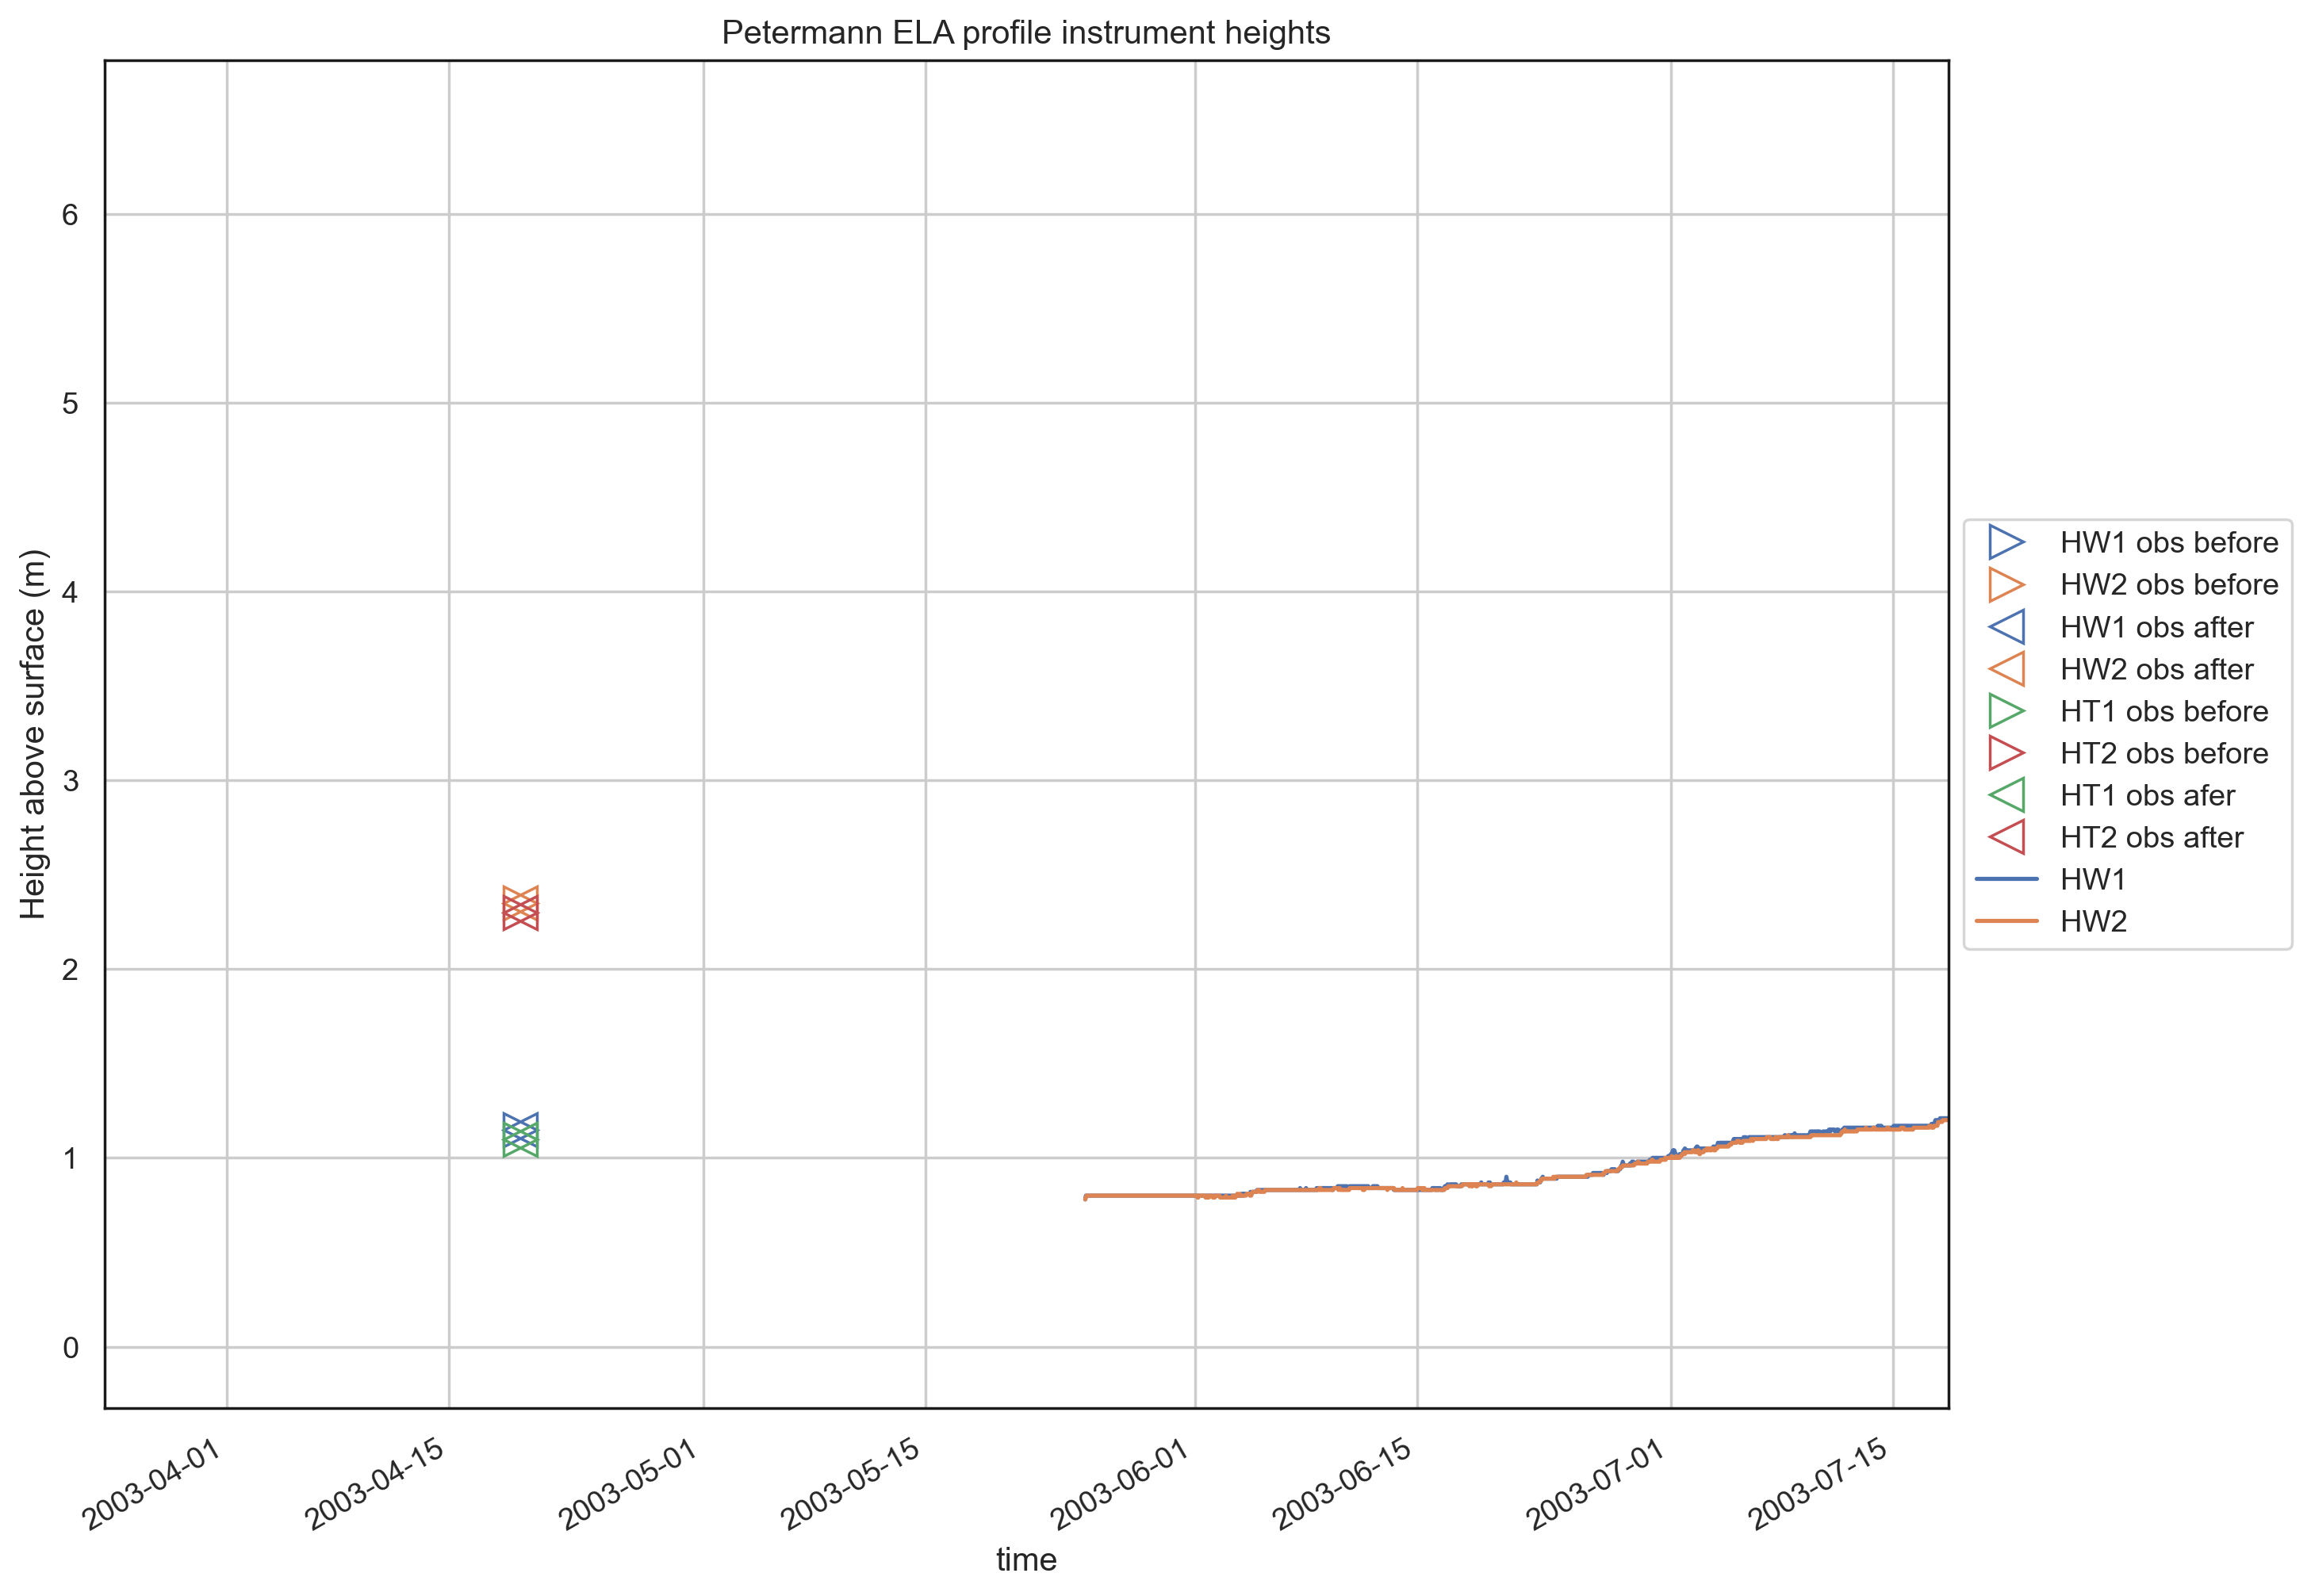 Petermann ELA profile instrument heights
Height above surface (m)
6
5
4
3
2
1
0
2003-04-01
2003-04-15
2003-05-01
2003-05-15
2003-06-01
2003-06-15
2003-07-01
2003-07-15
time
HW1 obs before
HW2 obs before
HW1 obs after
HW2 obs after
HT1 obs before
HT2 obs before
HT1 obs afer
HT2 obs after
HW1
HW2